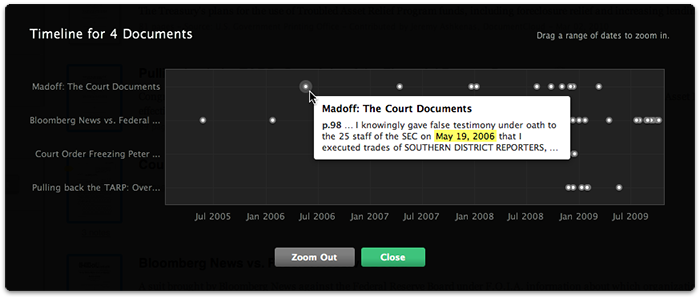 Timeline for 4 Documents
Drag a range of dates to zoom in.
Madoff: The Court Documents
Bloomberg News vs. Federal ...
Court Order Freezing Peter ...
Pulling back the TARP: Over...
Madoff: The Court Documents
p.98 ... I knowingly gave false testimony under oath to
the 25 staff of the SEC on May 19, 2006 that I
executed trades of SOUTHERN DISTRICT REPORTERS, ...
Jul 2005 Jan 2006 Jul 2006 Jan 2007 Jul 2007 Jan 2008 Jul 2008 Jan 2009 Jul 2009
Zoom Out Close
Bloomberg News vs. F